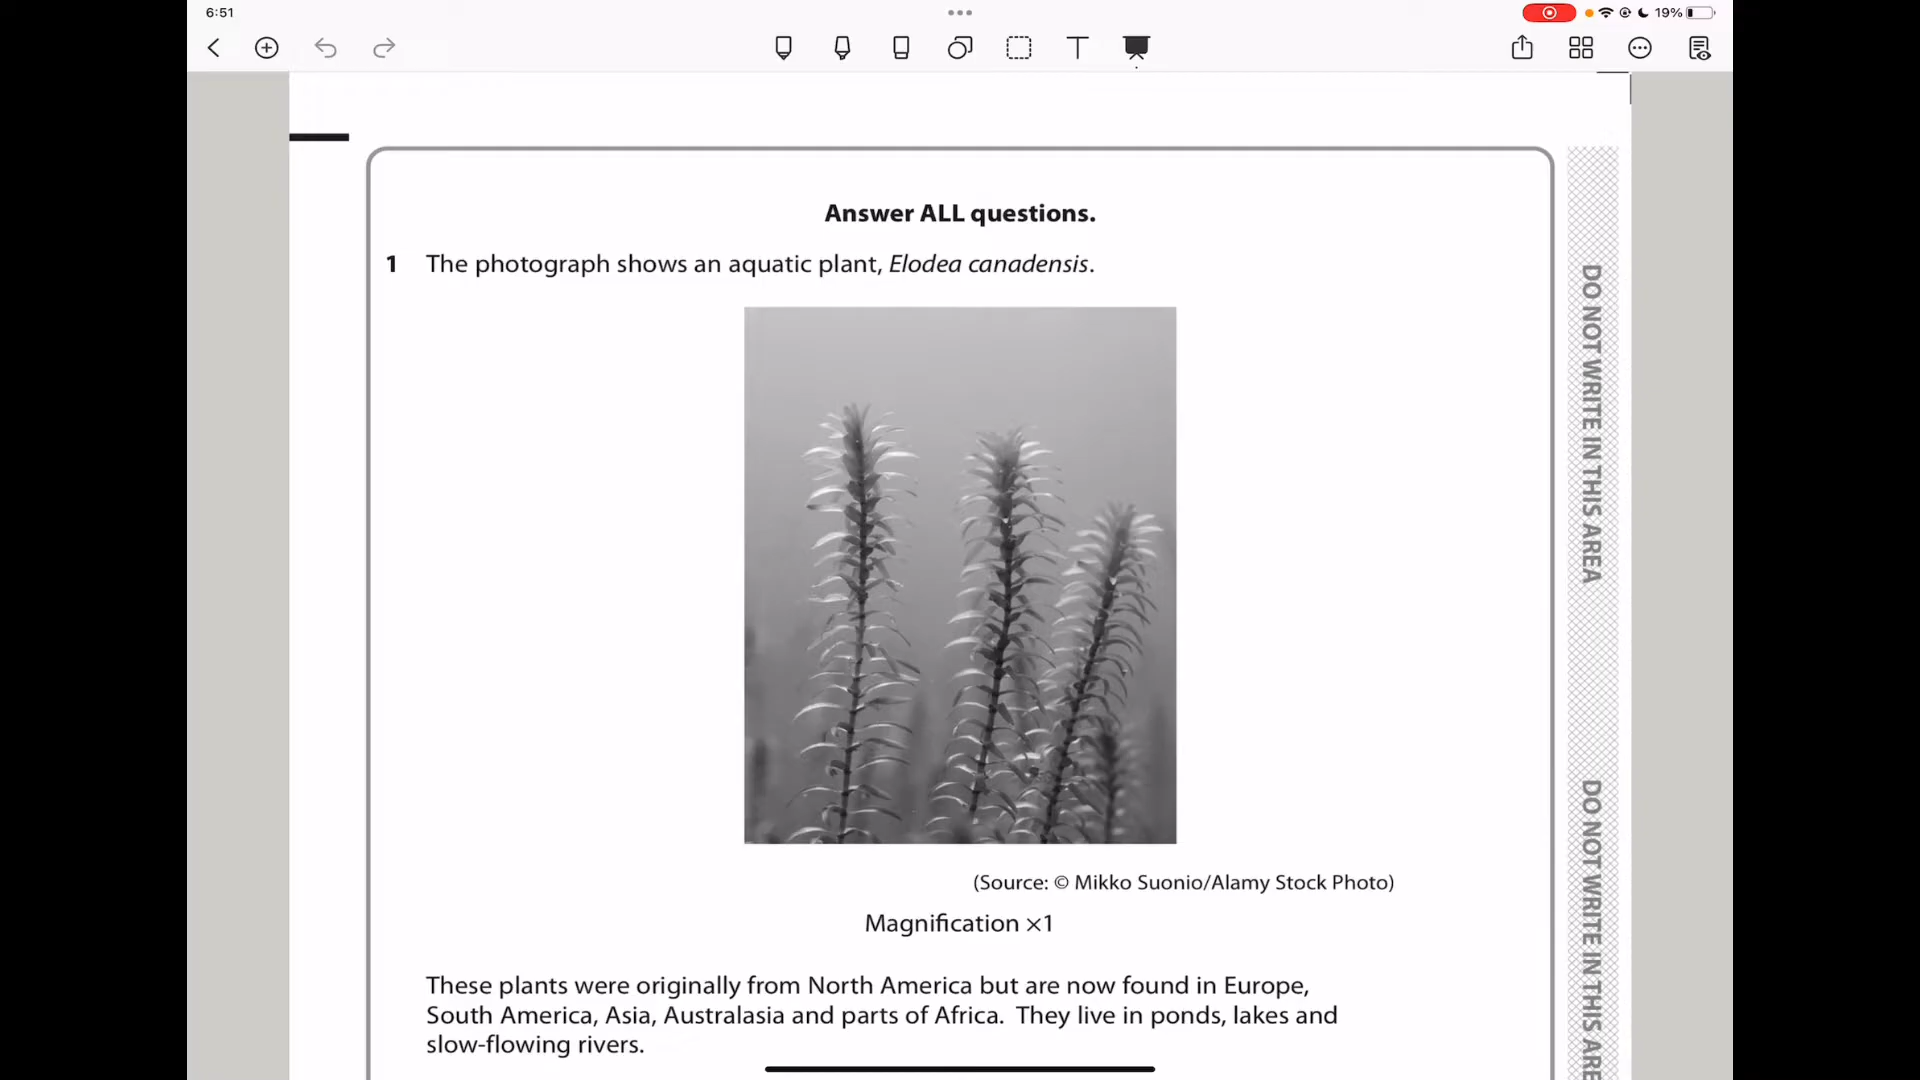 6:51
19%
Answer ALL questions.
1 The photograph shows an aquatic plant, Elodea canadensis.
(Source: © Mikko Suonio/Alamy Stock Photo)
Magnification ×1
These plants were originally from North America but are now found in Europe,
South America, Asia, Australasia and parts of Africa. They live in ponds, lakes and
slow-flowing rivers.
DO NOT WRITE IN THIS AREA
DO NOT WRITE IN THIS ARE